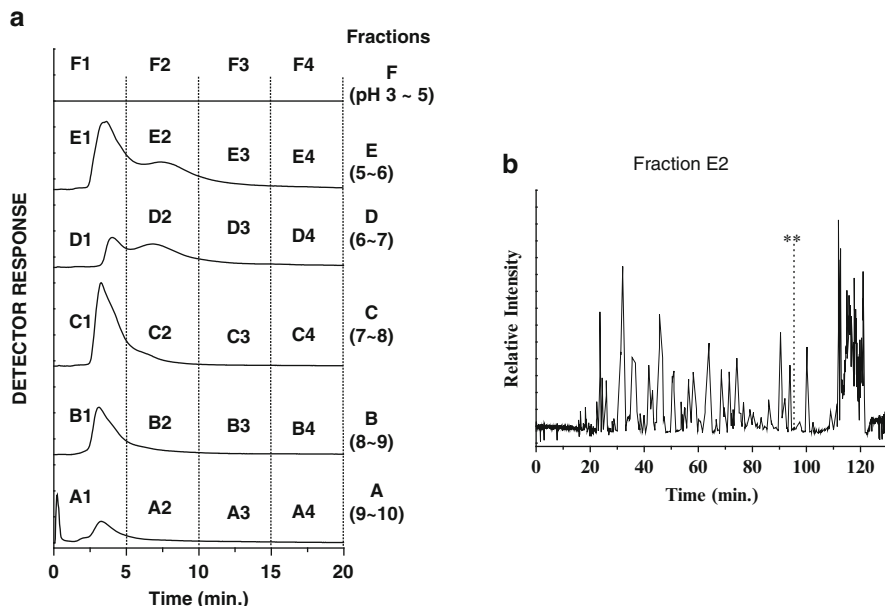 a
Fractions
F1 F2 F3 F4 F
(pH 3 ~ 5)
E1 E2 E3 E4 E
(5~6)
D1 D2 D3 D4 D
(6~7)
C1 C2 C3 C4 C
(7~8)
B1 B2 B3 B4 B
(8~9)
A1 A2 A3 A4 A
(9~10)
DETECTOR RESPONSE
0 5 10 15 20
Time (min.)
b Fraction E2
**
Relative Intensity
0 20 40 60 80 100 120
Time (min.)